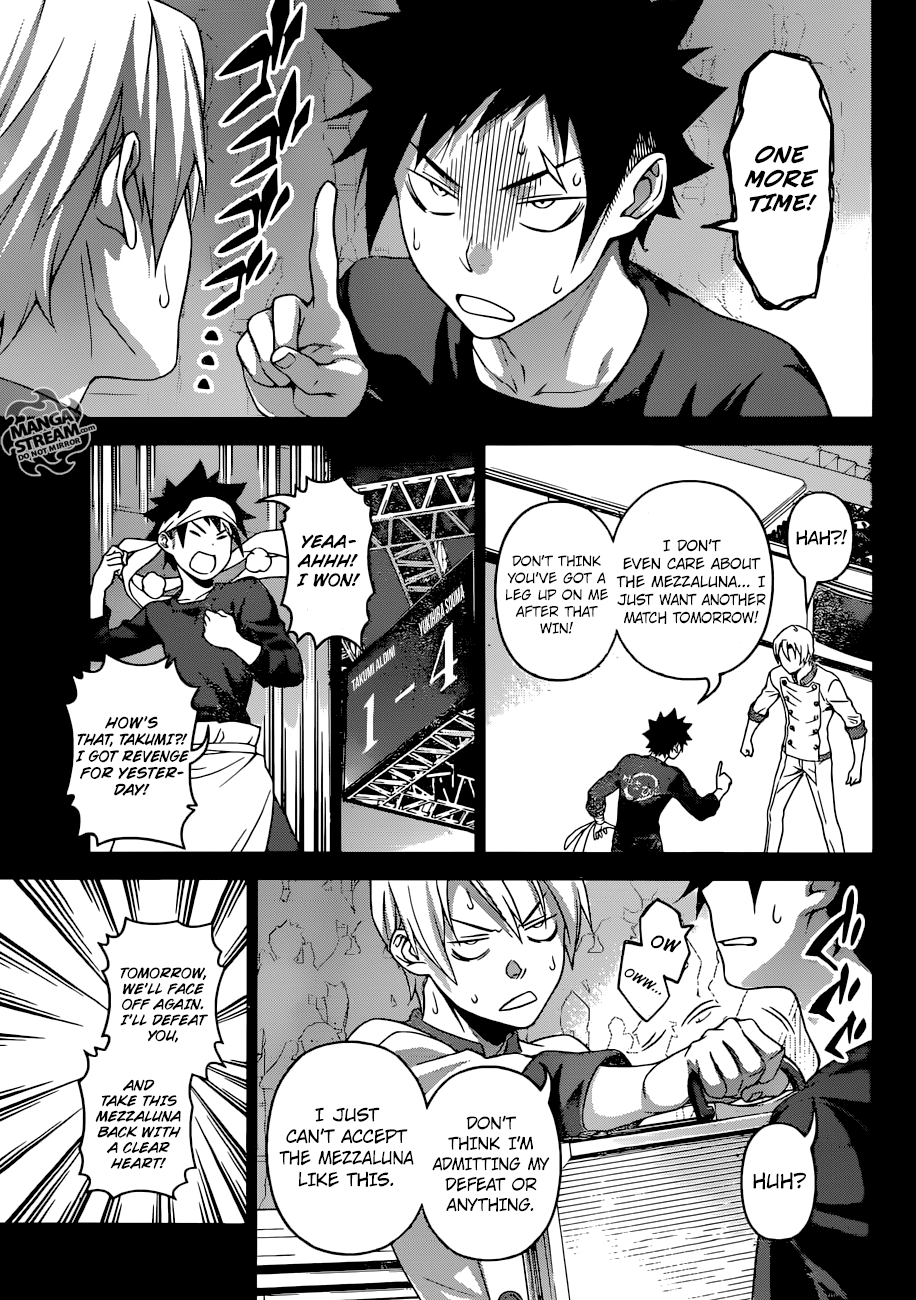 ONE
MORE
TIME!
MANGA
STREAM.com
DO NOT MIRROR
HAH?!
I DON'T
EVEN CARE ABOUT
THE MEZZALUNA... I
JUST WANT ANOTHER
MATCH TOMORROW!
DON'T THINK
YOU'VE GOT A
LEG UP ON ME
AFTER THAT
WIN!
TAKUMI ALDINI
YUKIHIRA SOUMA
1-4
YEAA-
AHHH!
I WON!
HOW'S
THAT, TAKUMI?!
I GOT REVENGE
FOR YESTER-
DAY!
OW
OWW...
HUH?
DON'T
THINK I'M
ADMITTING MY
DEFEAT OR
ANYTHING.
I JUST
CAN'T ACCEPT
THE MEZZALUNA
LIKE THIS.
TOMORROW,
WE'LL FACE
OFF AGAIN.
I'LL DEFEAT
YOU,
AND
TAKE THIS
MEZZALUNA
BACK WITH
A CLEAR
HEART!